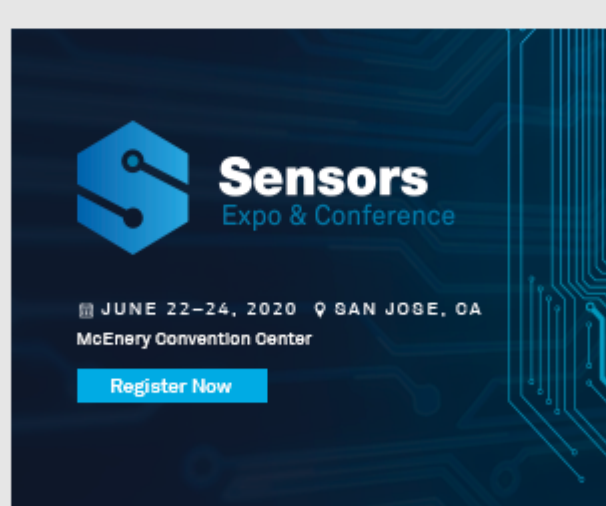 Sensors
Expo & Conference
JUNE 22–24, 2020 SAN JOSE, CA
McEnery Convention Center
Register Now